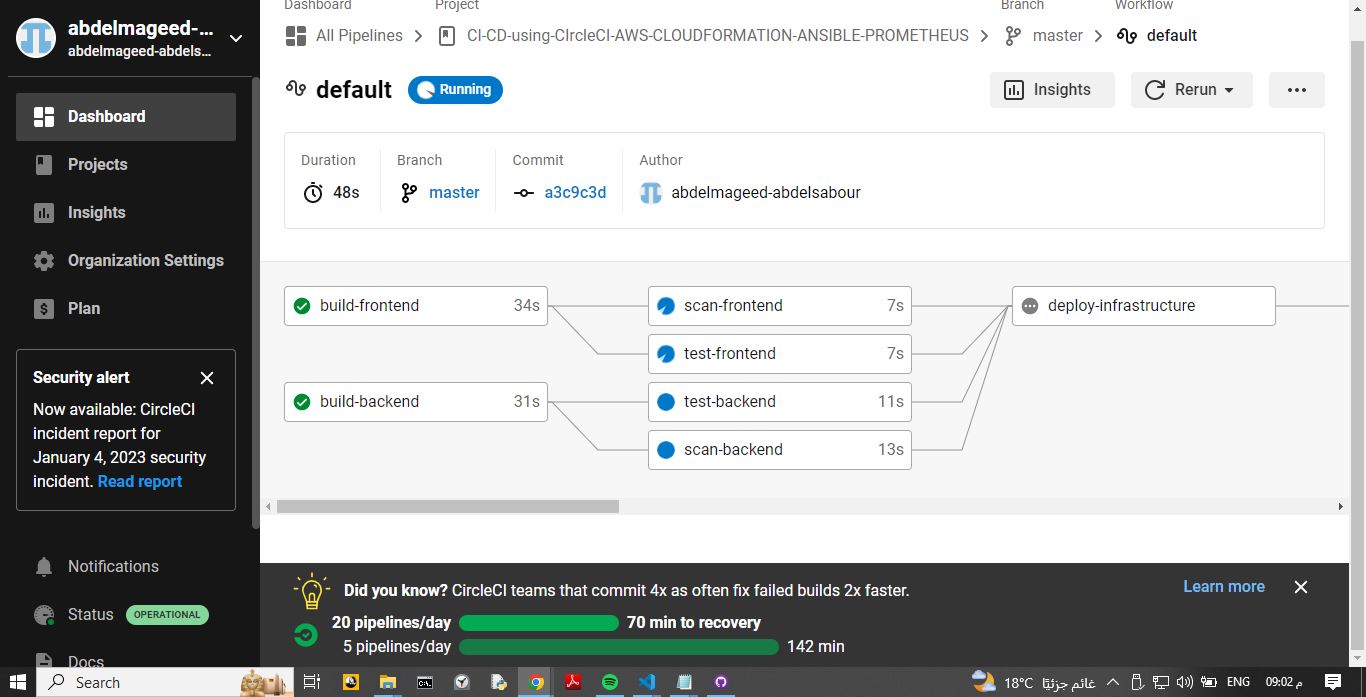 abdelmageed-...
abdelmageed-abdels...
Dashboard
Projects
Insights
Organization Settings
Plan
Security alert
Now available: CircleCI
incident report for
January 4, 2023 security
incident. Read report
Notifications
Status OPERATIONAL
Docs
Dashboard Project Branch Workflow
All Pipelines CI-CD-using-CIrcleCI-AWS-CLOUDFORMATION-ANSIBLE-PROMETHEUS master default
default Running Insights Rerun
Duration Branch Commit Author
48s master a3c9c3d abdelmageed-abdelsabour
build-frontend 34s scan-frontend 7s deploy-infrastructure
test-frontend 7s
build-backend 31s test-backend 11s
scan-backend 13s
Did you know? CircleCI teams that commit 4x as often fix failed builds 2x faster. Learn more
20 pipelines/day 70 min to recovery
5 pipelines/day 142 min
Search 18°C غائم جزئيًا ENG 09:02 م